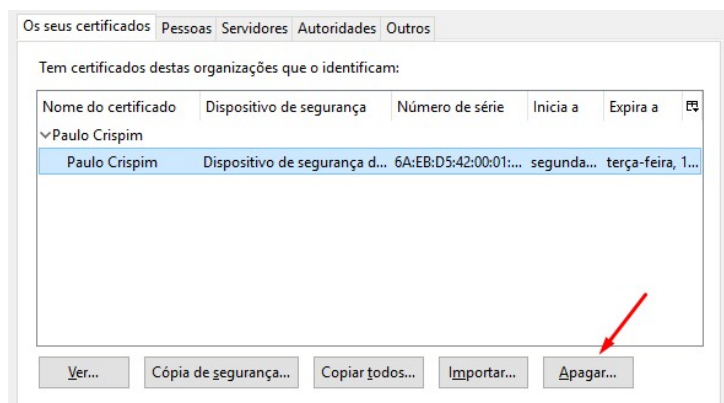 Os seus certificados Pessoas Servidores Autoridades Outros
Tem certificados destas organizações que o identificam:
Nome do certificado Dispositivo de segurança Número de série Inicia a Expira a
Paulo Crispim
Paulo Crispim Dispositivo de segurança d... 6A:EB:D5:42:00:01:... segunda... terça-feira, 1...
Ver... Cópia de segurança... Copiar todos... Importar... Apagar...